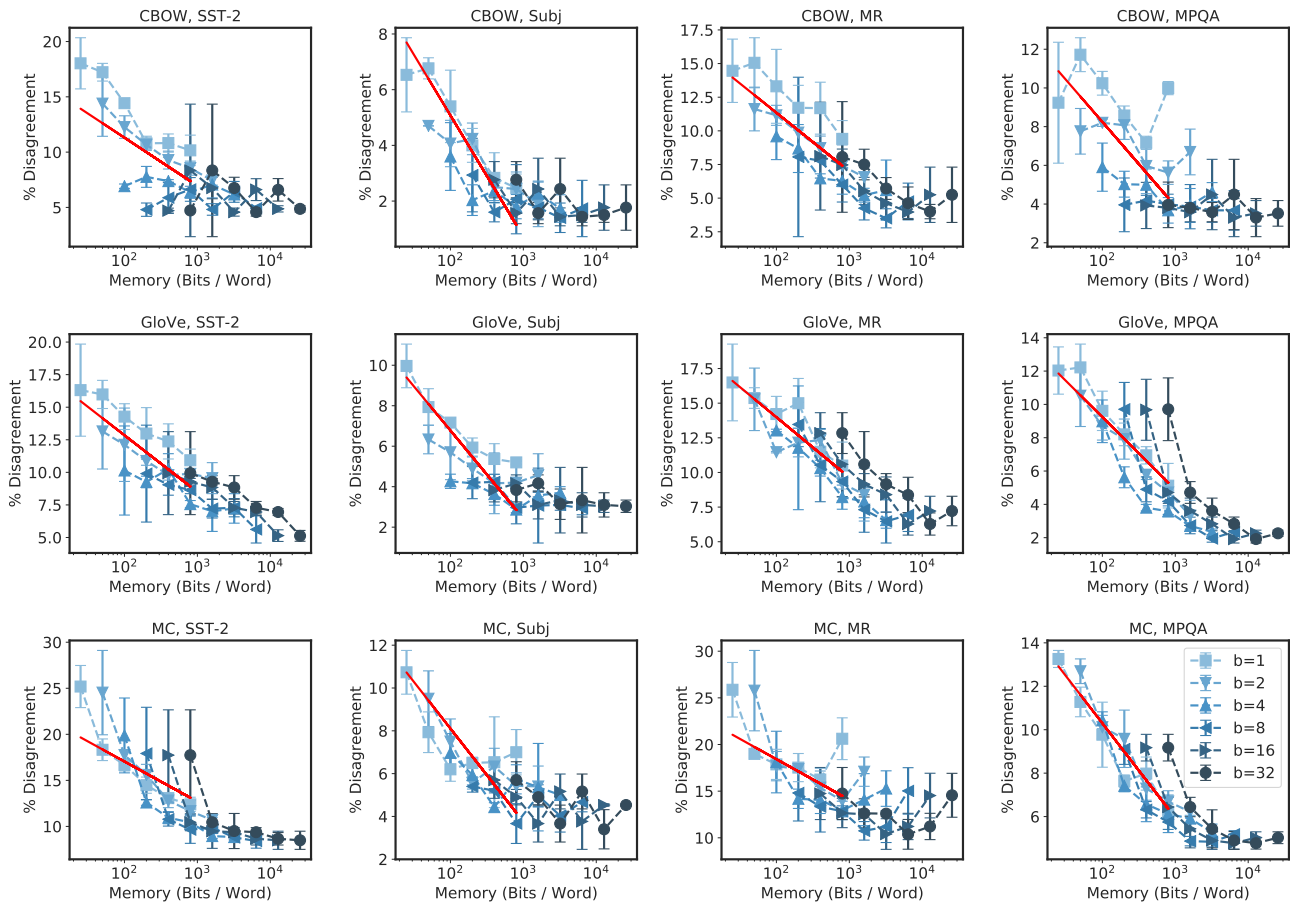 CBOW, SST-2
20
15
10
5
% Disagreement
10²
10³
10⁴
Memory (Bits / Word)
CBOW, Subj
8
6
4
2
% Disagreement
10²
10³
10⁴
Memory (Bits / Word)
CBOW, MR
17.5
15.0
12.5
10.0
7.5
5.0
2.5
% Disagreement
10²
10³
10⁴
Memory (Bits / Word)
CBOW, MPQA
12
10
8
6
4
2
% Disagreement
10²
10³
10⁴
Memory (Bits / Word)
GloVe, SST-2
20.0
17.5
15.0
12.5
10.0
7.5
5.0
% Disagreement
10²
10³
10⁴
Memory (Bits / Word)
GloVe, Subj
10
8
6
4
2
% Disagreement
10²
10³
10⁴
Memory (Bits / Word)
GloVe, MR
17.5
15.0
12.5
10.0
7.5
5.0
% Disagreement
10²
10³
10⁴
Memory (Bits / Word)
GloVe, MPQA
14
12
10
8
6
4
2
% Disagreement
10²
10³
10⁴
Memory (Bits / Word)
MC, SST-2
30
25
20
15
10
% Disagreement
10²
10³
10⁴
Memory (Bits / Word)
MC, Subj
12
10
8
6
4
2
% Disagreement
10²
10³
10⁴
Memory (Bits / Word)
MC, MR
30
25
20
15
10
% Disagreement
10²
10³
10⁴
Memory (Bits / Word)
MC, MPQA
14
12
10
8
6
% Disagreement
b=1
b=2
b=4
b=8
b=16
b=32
10²
10³
10⁴
Memory (Bits / Word)